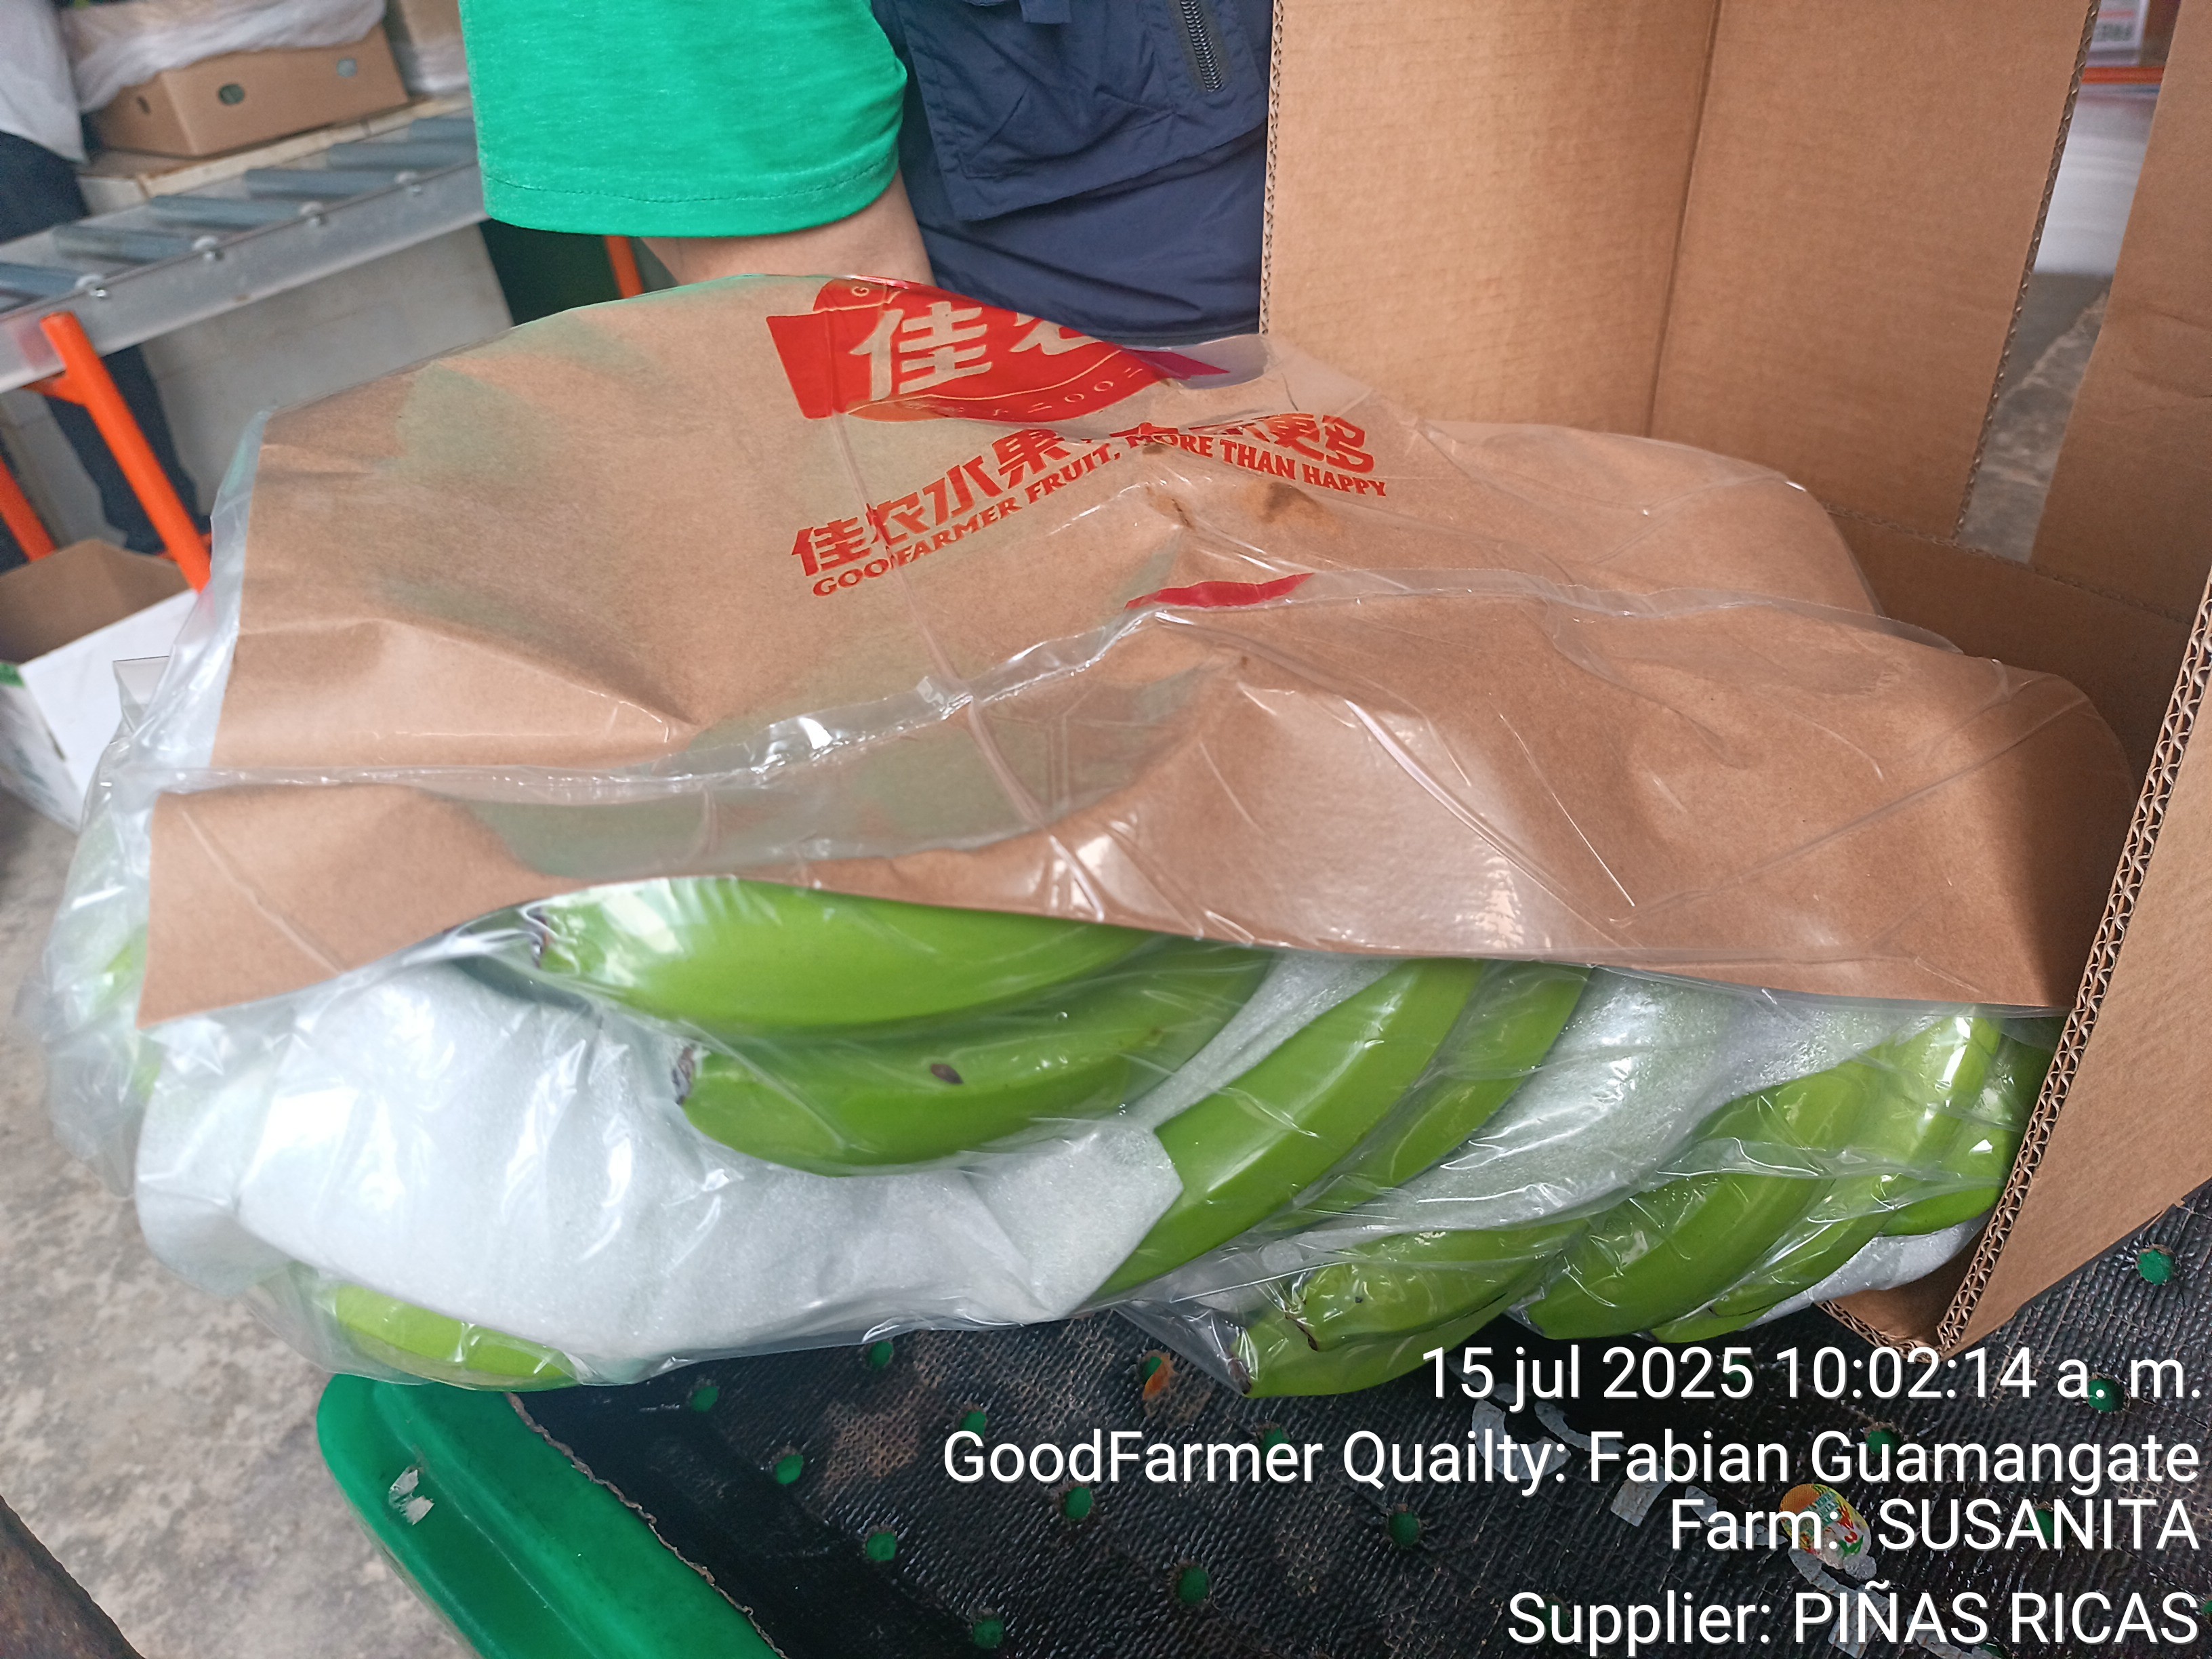 佳
佳农水果
GOODFARMER FRUIT, MORE THAN HAPPY
15 jul 2025 10:02:14 a. m.
GoodFarmer Quailty: Fabian Guamangate
Farm: SUSANITA
Supplier: PIÑAS RICAS